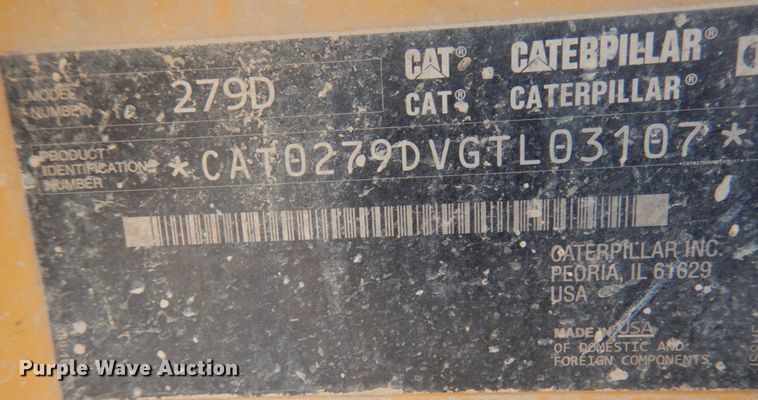 CAT® CATERPILLAR®
MODEL NUMBER 279D
CAT® CATERPILLAR®
PRODUCT
IDENTIFICATION *CAT0279DVGTL03107*
NUMBER
CATERPILLAR INC.
PEORIA, IL 61629
USA
MADE IN USA
OF DOMESTIC AND
FOREIGN COMPONENTS
ISSUE
Purple Wave Auction